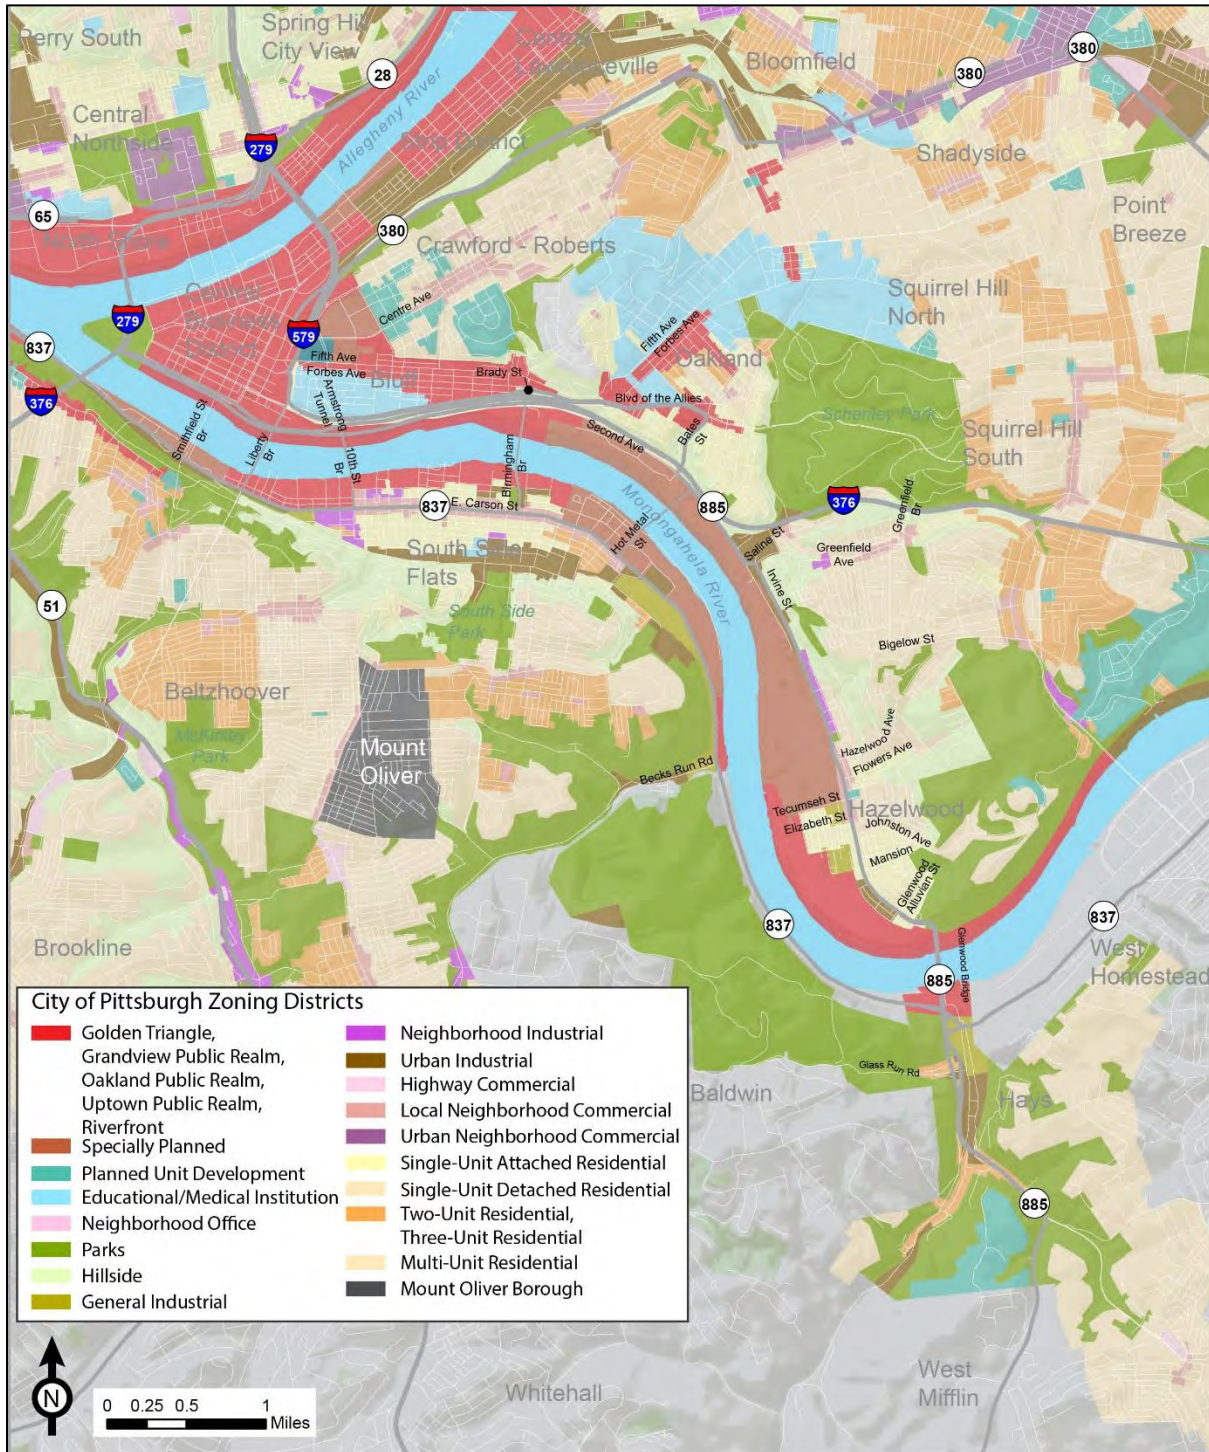 Perry South
Spring Hill
City View
28
Central
Lawrenceville
Bloomfield
380
380
Central
Northside
279
Allegheny River
Strip District
Shadyside
65
North Shore
380
Crawford - Roberts
Point
Breeze
Central
Business
District
279
579
Centre Ave
Squirrel Hill
North
837
376
Fifth Ave
Forbes Ave
Bluff
Armstrong
Tunnel
Brady St
Fifth Ave
Forbes Ave
Oakland
Blvd of the Allies
Schenley Park
Smithfield St
Br
Liberty
Br
10th St
Br
Birmingham
Br
Second Ave
Bates
St
Squirrel Hill
South
837
E. Carson St
885
376
Greenfield
Br
Monongahela River
Hot Metal
St
Saline St
Greenfield
Ave
Irvine St
South Side
Flats
51
South Side
Park
Bigelow St
Beltzhoover
McKinley
Park
Mount
Oliver
Becks Run Rd
Hazelwood Ave
Flowers Ave
Tecumseh St
Hazelwood
Elizabeth St
Johnston Ave
Mansion
Glenwood
Alluvian St
837
837
Brookline
West
Homestead
885
Glenwood Bridge
Glass Run Rd
Baldwin
Hays
885
City of Pittsburgh Zoning Districts
Golden Triangle,
Grandview Public Realm,
Oakland Public Realm,
Uptown Public Realm,
Riverfront
Specially Planned
Planned Unit Development
Educational/Medical Institution
Neighborhood Office
Parks
Hillside
General Industrial
Neighborhood Industrial
Urban Industrial
Highway Commercial
Local Neighborhood Commercial
Urban Neighborhood Commercial
Single-Unit Attached Residential
Single-Unit Detached Residential
Two-Unit Residential,
Three-Unit Residential
Multi-Unit Residential
Mount Oliver Borough
N
0 0.25 0.5 1
Miles
Whitehall
West
Mifflin